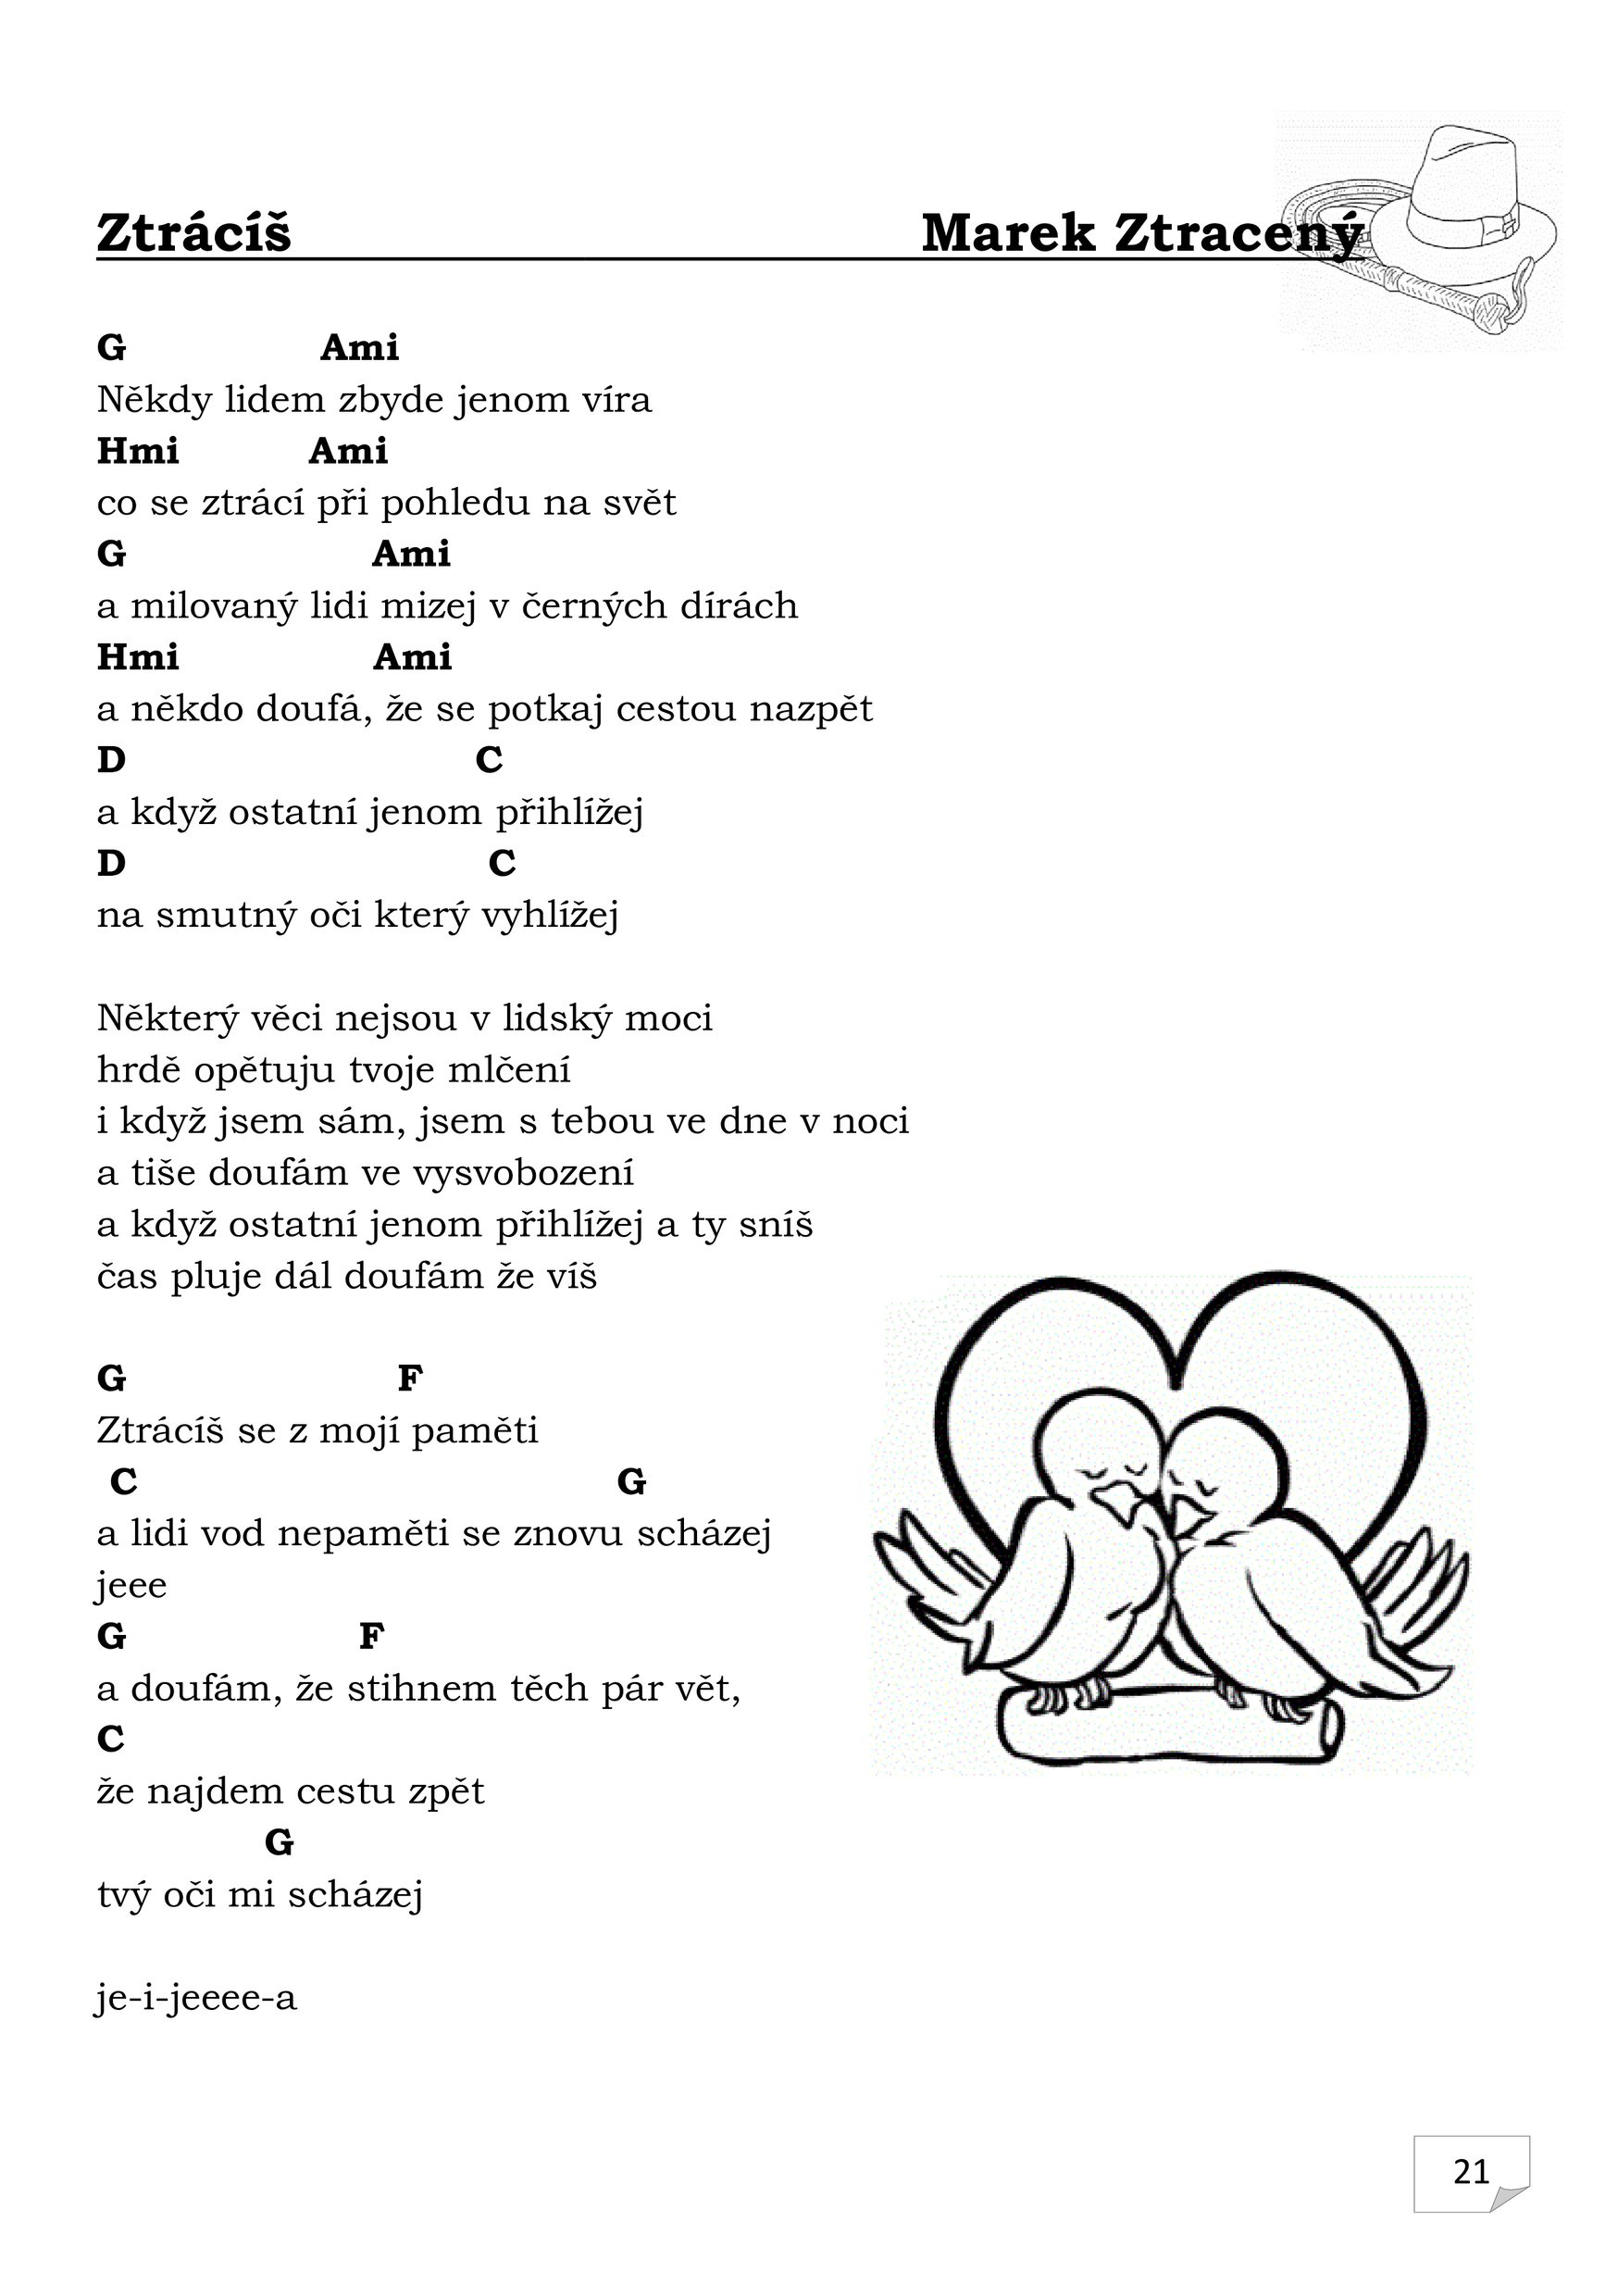 Ztrácíš Marek Ztracený
G Ami
Někdy lidem zbyde jenom víra
Hmi Ami
co se ztrácí při pohledu na svět
G Ami
a milovaný lidi mizej v černých dírách
Hmi Ami
a někdo doufá, že se potkaj cestou nazpět
D C
a když ostatní jenom přihlížej
D C
na smutný oči který vyhlížej
Některý věci nejsou v lidský moci
hrdě opětuju tvoje mlčení
i když jsem sám, jsem s tebou ve dne v noci
a tiše doufám ve vysvobození
a když ostatní jenom přihlížej a ty sníš
čas pluje dál doufám že víš
G F
Ztrácíš se z mojí paměti
C G
a lidi vod nepaměti se znovu scházej
jeee
G F
a doufám, že stihnem těch pár vět,
C
že najdem cestu zpět
G
tvý oči mi scházej
je-i-jeeee-a
21